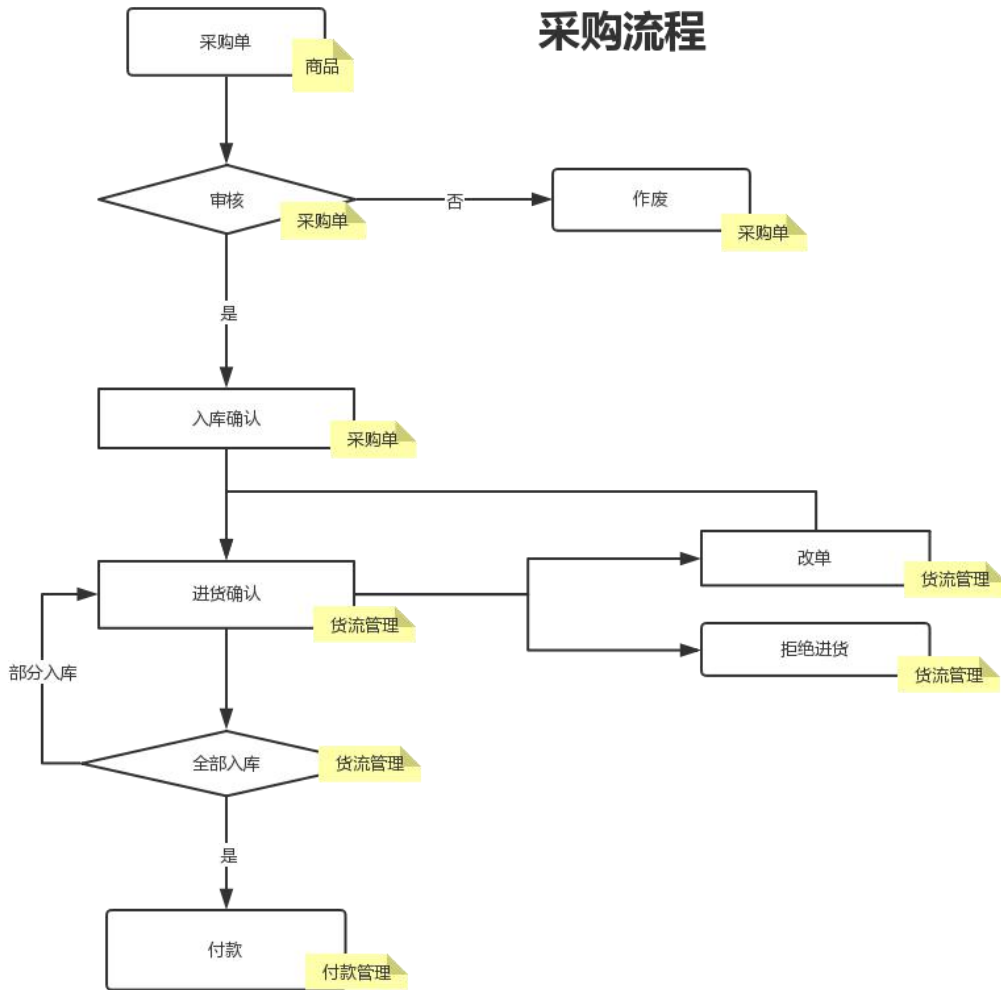 采购流程
采购单
商品
审核
采购单
否
作废
采购单
是
入库确认
采购单
改单
货流管理
进货确认
货流管理
拒绝进货
货流管理
部分入库
全部入库
货流管理
是
付款
付款管理